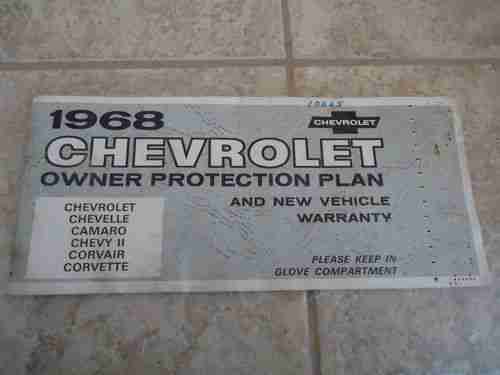 1968
CHEVROLET
CHEVROLET
OWNER PROTECTION PLAN
AND NEW VEHICLE
WARRANTY
CHEVROLET
CHEVELLE
CAMARO
CHEVY II
CORVAIR
CORVETTE
PLEASE KEEP IN
GLOVE COMPARTMENT